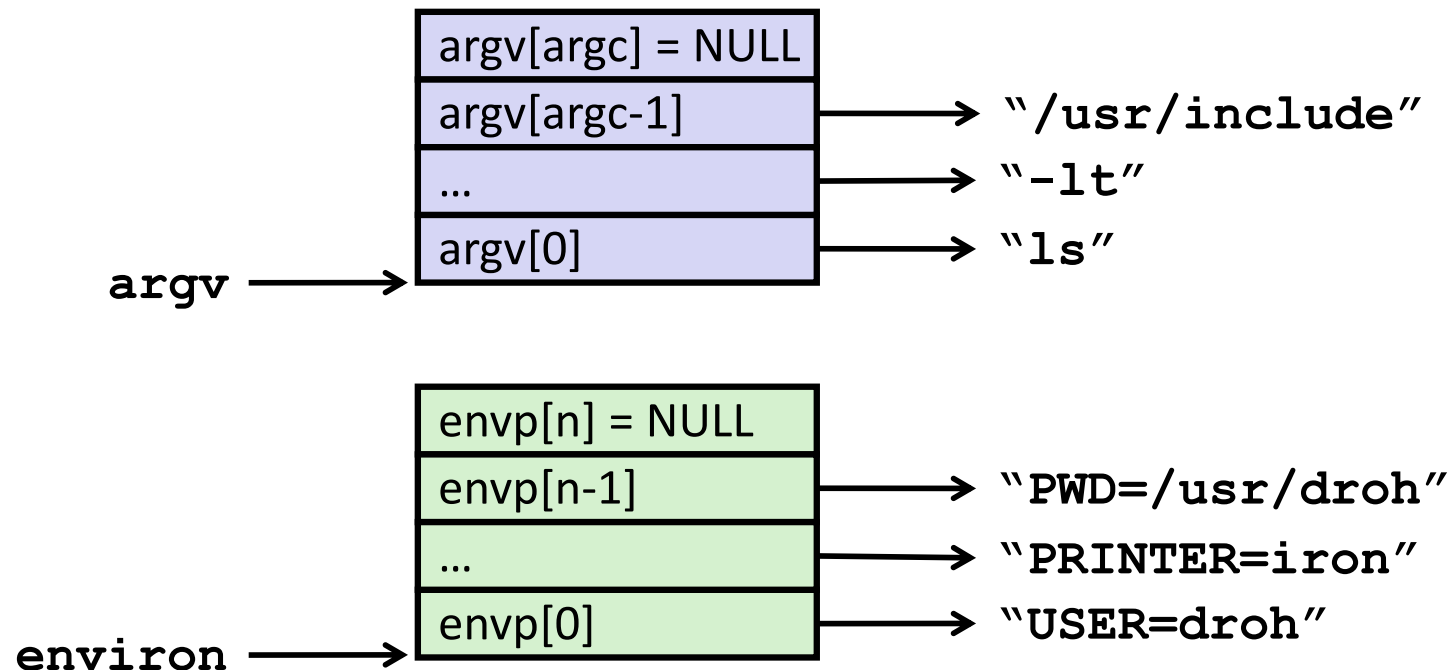 argv[argc] = NULL
argv[argc-1] “/usr/include”
... “-lt”
argv[0] “ls”
argv
envp[n] = NULL
envp[n-1] “PWD=/usr/droh”
... “PRINTER=iron”
envp[0] “USER=droh”
environ